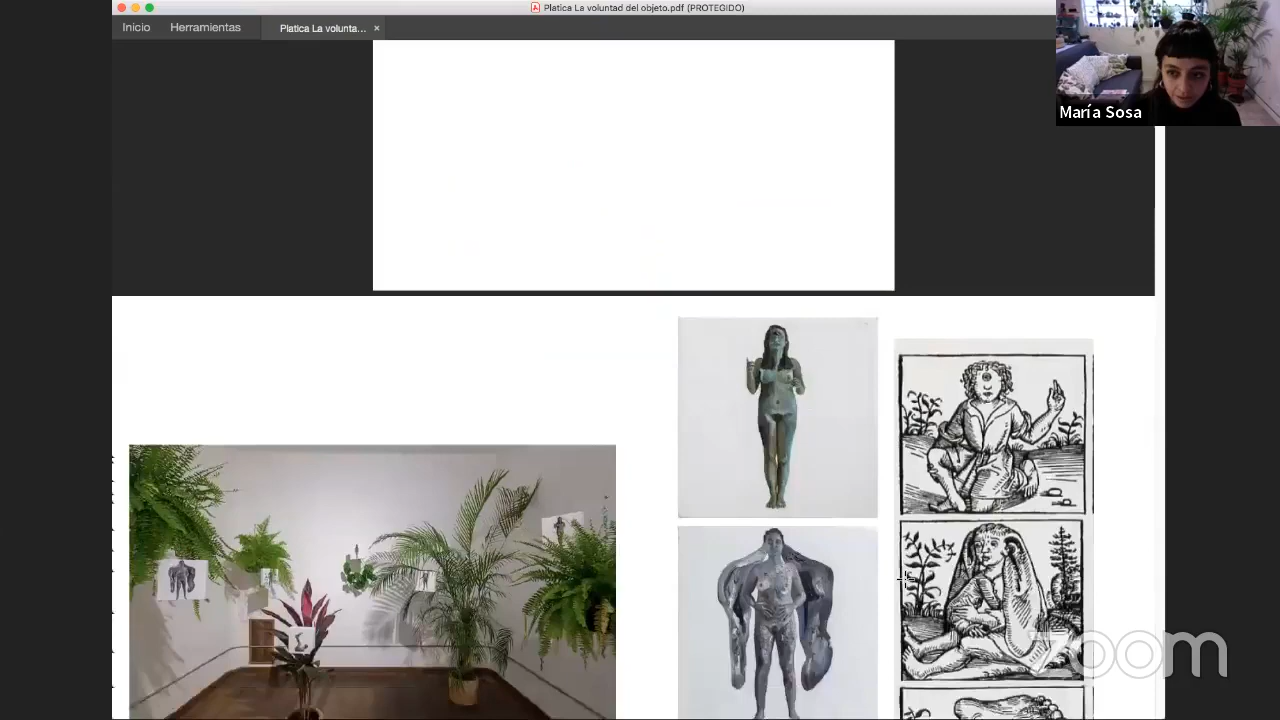 Platica La voluntad del objeto.pdf (PROTEGIDO)
Inicio
Herramientas
Platica La volunta... ×
María Sosa
zoom